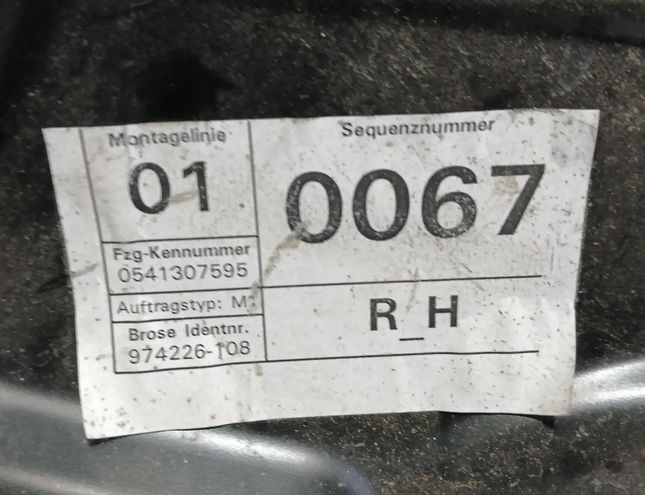 Montagelinie
01
Sequenznummer
0067
Fzg-Kennummer
0541307595
Auftragstyp: M
R_H
Brose Identnr.
974226-108